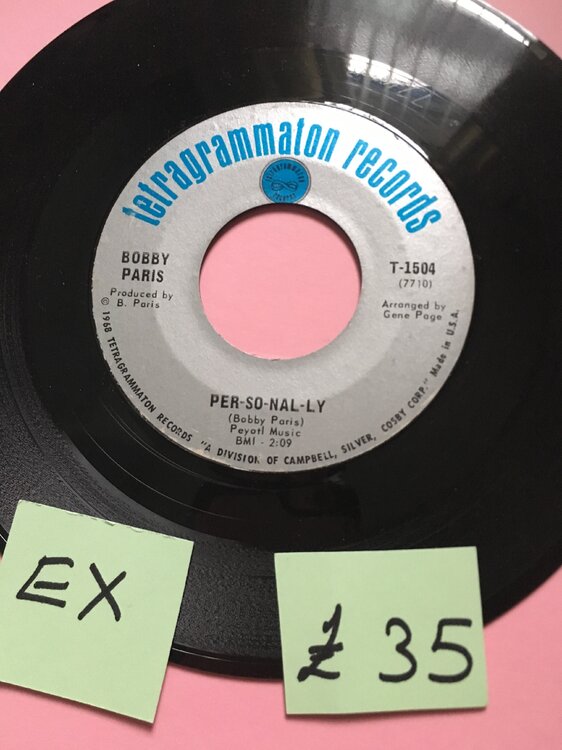 tetragrammaton records
BOBBY
PARIS
Produced by
B. Paris
T-1504
(7710)
Arranged by
Gene Page
PER-SO-NAL-LY
(Bobby Paris)
Peyotl Music
BMI - 2:09
© 1968 TETRAGRAMMATON RECORDS "A DIVISION OF CAMPBELL, SILVER, COSBY CORP." Made in U.S.A.
EX
£ 35